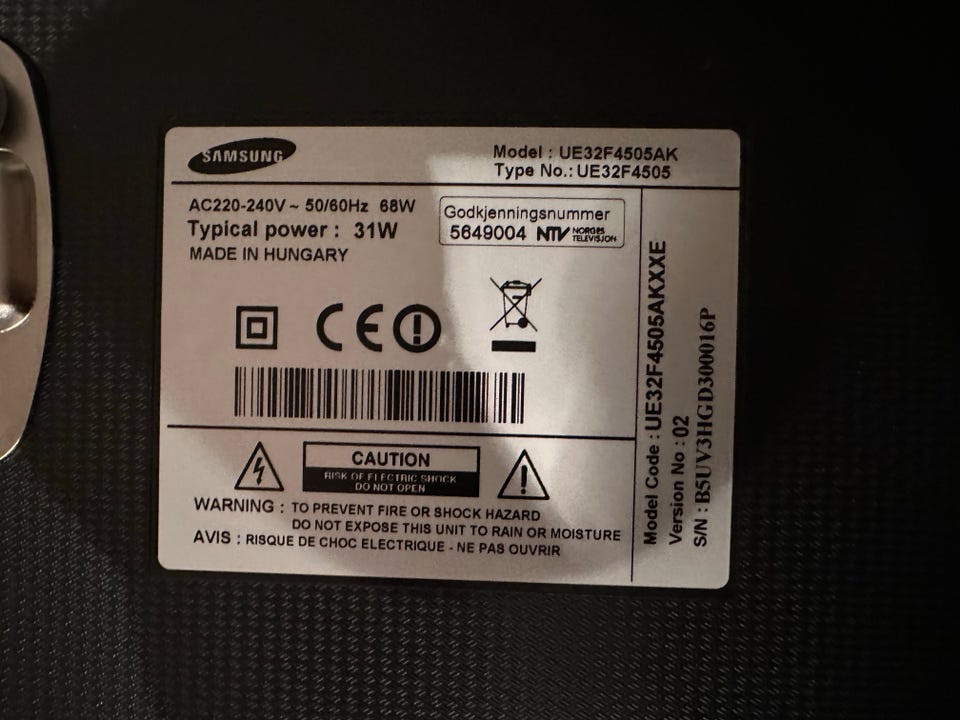 SAMSUNG
Model : UE32F4505AK
Type No.: UE32F4505
AC220-240V ~ 50/60Hz 68W
Typical power : 31W
MADE IN HUNGARY
Godkjenningsnummer
5649004 NTV NORGES TELEVISJON
CE
CAUTION
RISK OF ELECTRIC SHOCK
DO NOT OPEN
WARNING : TO PREVENT FIRE OR SHOCK HAZARD
DO NOT EXPOSE THIS UNIT TO RAIN OR MOISTURE
AVIS : RISQUE DE CHOC ELECTRIQUE - NE PAS OUVRIR
Model Code : UE32F4505AKXXE
Version No : 02
S/N : B5UV3HGD300016P